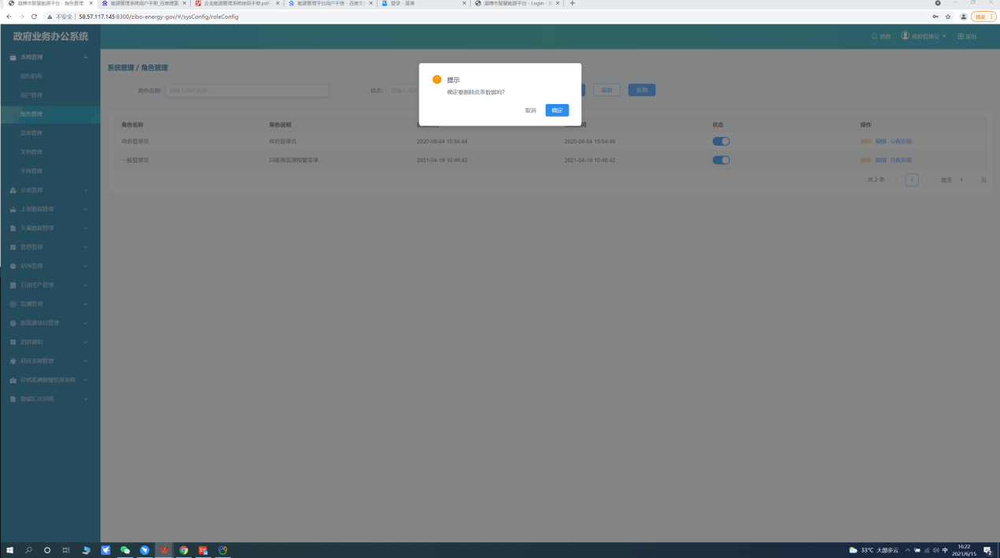 淄博市智慧能源平台 - 角色管理
能源管理系统用户手册_百度搜索
企业能源管理系统使用手册.pdf
能源管理平台用户手册 - 百度文
登录 - 蓝湖
淄博市智慧能源平台 - Login -
不安全 | 58.57.117.145:8300/zibo-energy-gov/#/sysConfig/roleConfig
错误
政府业务办公系统
消息
政府管理员
退出
系统管理
组织机构
用户管理
角色管理
菜单管理
文档管理
字典管理
企业管理
上报数据管理
头量数据管理
管道管理
站场管理
石油生产管理
监测管理
新能源项目管理
消息通知
科技发展管理
价格监测预警信息系统
数据汇总系统
系统管理 / 角色管理
角色名称: 请输入角色名称
状态: 请输入状态
重置
新增
提示
确定要删除此条数据吗?
取消
确定
角色名称 角色说明 状态 操作
政府管理员 政府管理员 2020-08-04 15:04:44 2020-08-04 15:04:49 删除 编辑 分配权限
一般管理员 只能看监测预警菜单 2021-04-19 10:46:42 2021-04-19 10:46:42 删除 编辑 分配权限
共 2 条 1 跳至 1 页
33°C 大部多云
中
16:22
2021/6/15
2